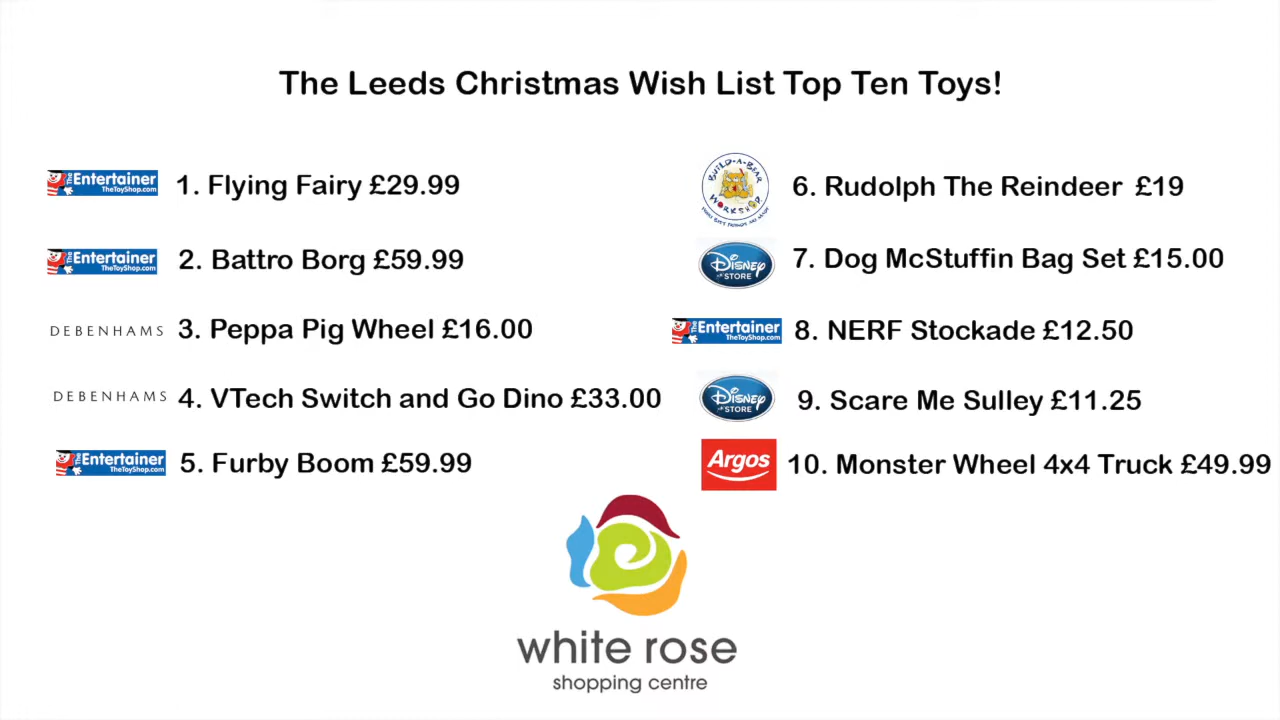 The Leeds Christmas Wish List Top Ten Toys!
The Entertainer TheToyShop.com 1. Flying Fairy £29.99
The Entertainer TheToyShop.com 2. Battro Borg £59.99
DEBENHAMS 3. Peppa Pig Wheel £16.00
DEBENHAMS 4. VTech Switch and Go Dino £33.00
The Entertainer TheToyShop.com 5. Furby Boom £59.99
BUILD-A-BEAR WORKSHOP 6. Rudolph The Reindeer £19
Disney STORE 7. Dog McStuffin Bag Set £15.00
The Entertainer TheToyShop.com 8. NERF Stockade £12.50
Disney STORE 9. Scare Me Sulley £11.25
Argos 10. Monster Wheel 4x4 Truck £49.99
white rose
shopping centre